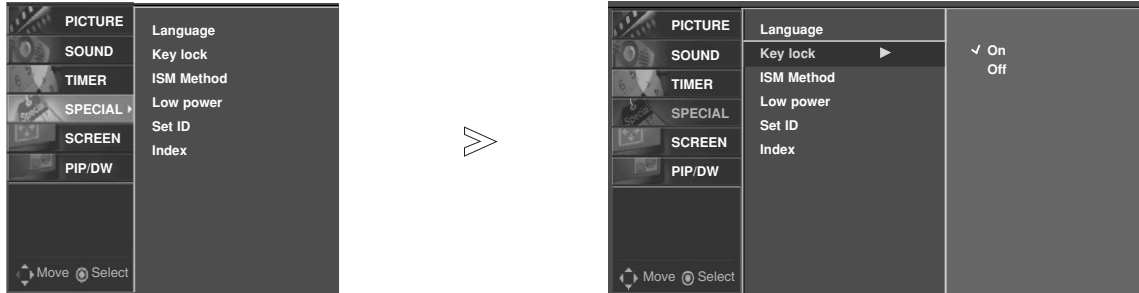 PICTURE
SOUND
TIMER
SPECIAL
SCREEN
PIP/DW
Move Select
Language
Key lock
ISM Method
Low power
Set ID
Index
PICTURE
SOUND
TIMER
SPECIAL
SCREEN
PIP/DW
Move Select
Language
Key lock
ISM Method
Low power
Set ID
Index
On
Off